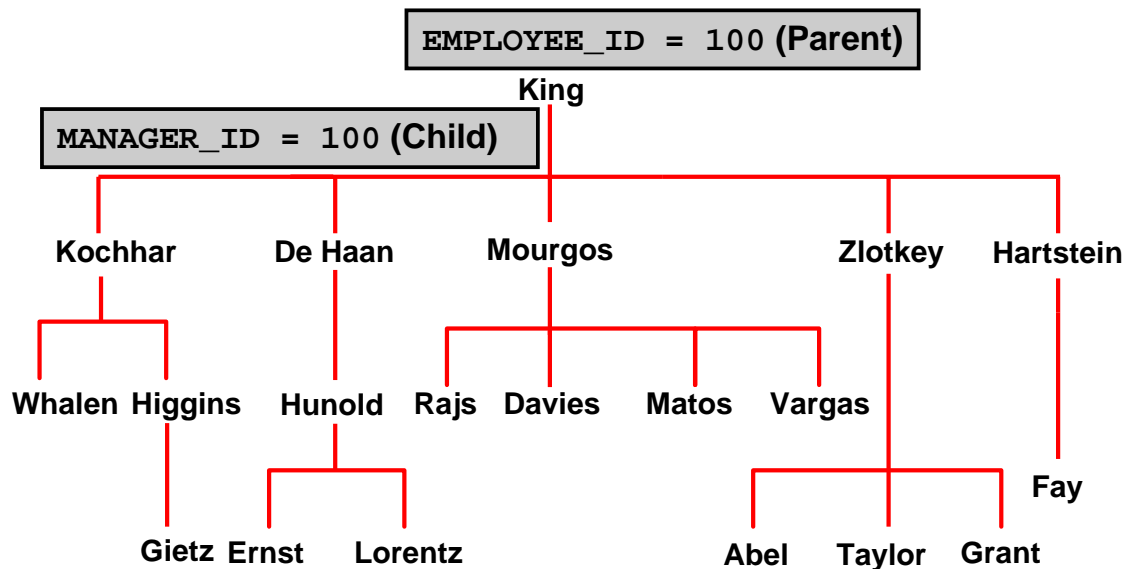 EMPLOYEE_ID = 100 (Parent)
King
MANAGER_ID = 100 (Child)
Kochhar De Haan Mourgos Zlotkey Hartstein
Whalen Higgins Hunold Rajs Davies Matos Vargas
Fay
Gietz Ernst Lorentz Abel Taylor Grant